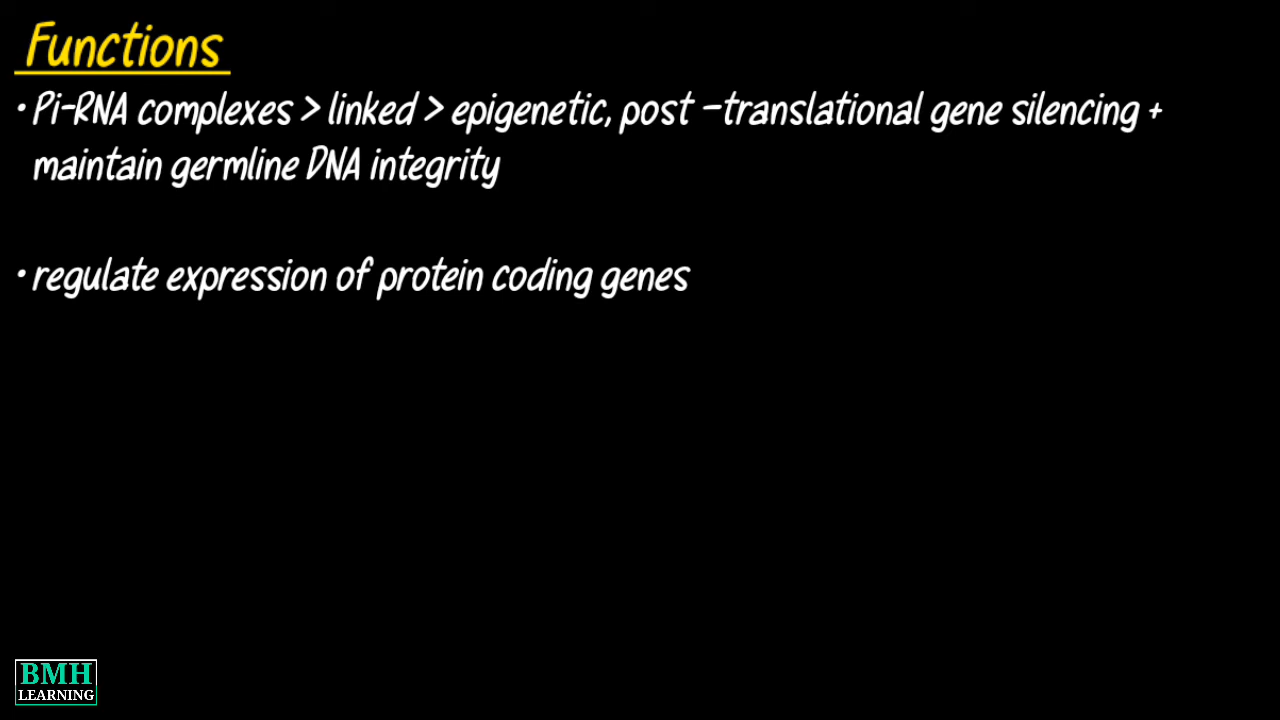 Functions
• Pi-RNA complexes > linked > epigenetic, post -translational gene silencing +
maintain germline DNA integrity
• regulate expression of protein coding genes
BMH
LEARNING